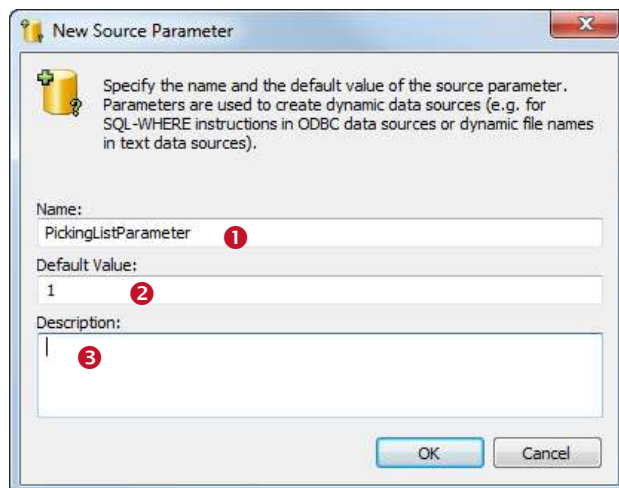 New Source Parameter
Specify the name and the default value of the source parameter.
Parameters are used to create dynamic data sources (e.g. for
SQL-WHERE instructions in ODBC data sources or dynamic file names
in text data sources).
Name:
PickingListParameter 1
Default Value:
1 2
Description:
3
OK Cancel